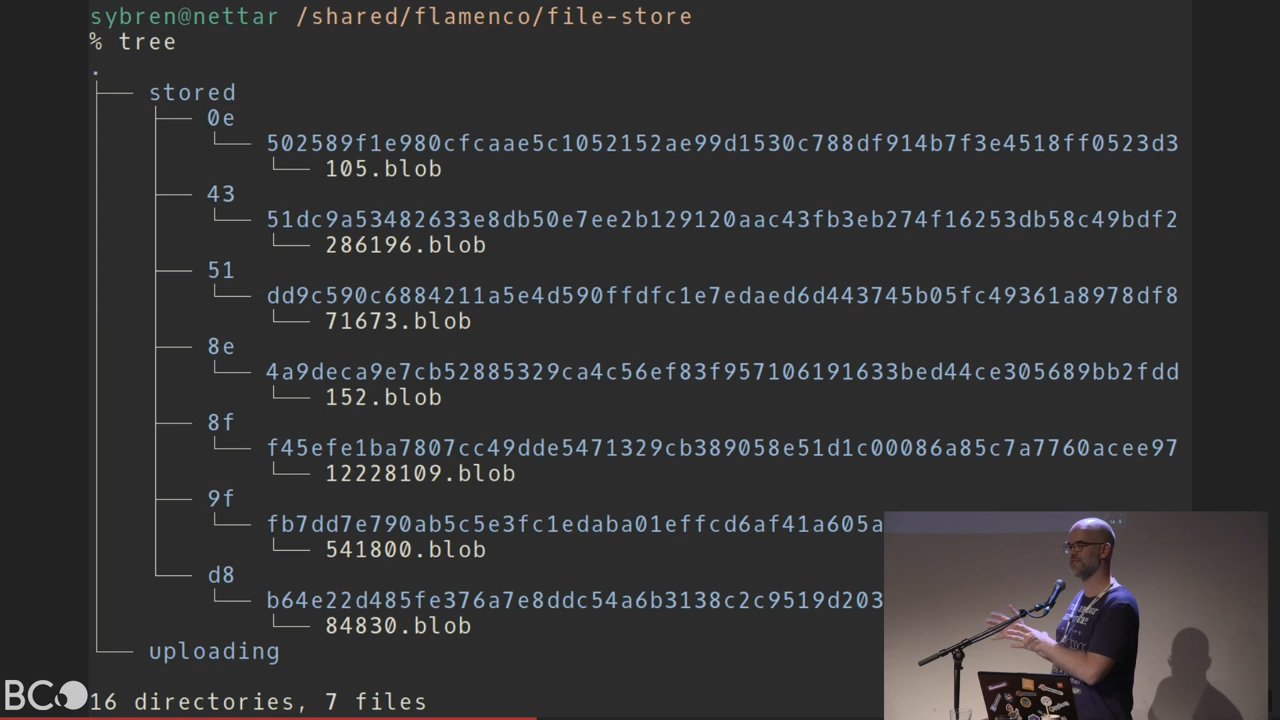 sybren@nettar /shared/flamenco/file-store
% tree
.
├── stored
│   ├── 0e
│   │   └── 502589f1e980cfcaae5c1052152ae99d1530c788df914b7f3e4518ff0523d3
│   │       └── 105.blob
│   ├── 43
│   │   └── 51dc9a53482633e8db50e7ee2b129120aac43fb3eb274f16253db58c49bdf2
│   │       └── 286196.blob
│   ├── 51
│   │   └── dd9c590c6884211a5e4d590ffdfc1e7edaed6d443745b05fc49361a8978df8
│   │       └── 71673.blob
│   ├── 8e
│   │   └── 4a9deca9e7cb52885329ca4c56ef83f957106191633bed44ce305689bb2fdd
│   │       └── 152.blob
│   ├── 8f
│   │   └── f45efe1ba7807cc49dde5471329cb389058e51d1c00086a85c7a7760acee97
│   │       └── 12228109.blob
│   ├── 9f
│   │   └── fb7dd7e790ab5c5e3fc1edaba01effcd6af41a605a
│   │       └── 541800.blob
│   └── d8
│       └── b64e22d485fe376a7e8ddc54a6b3138c2c9519d203
│           └── 84830.blob
└── uploading
BCO
16 directories, 7 files